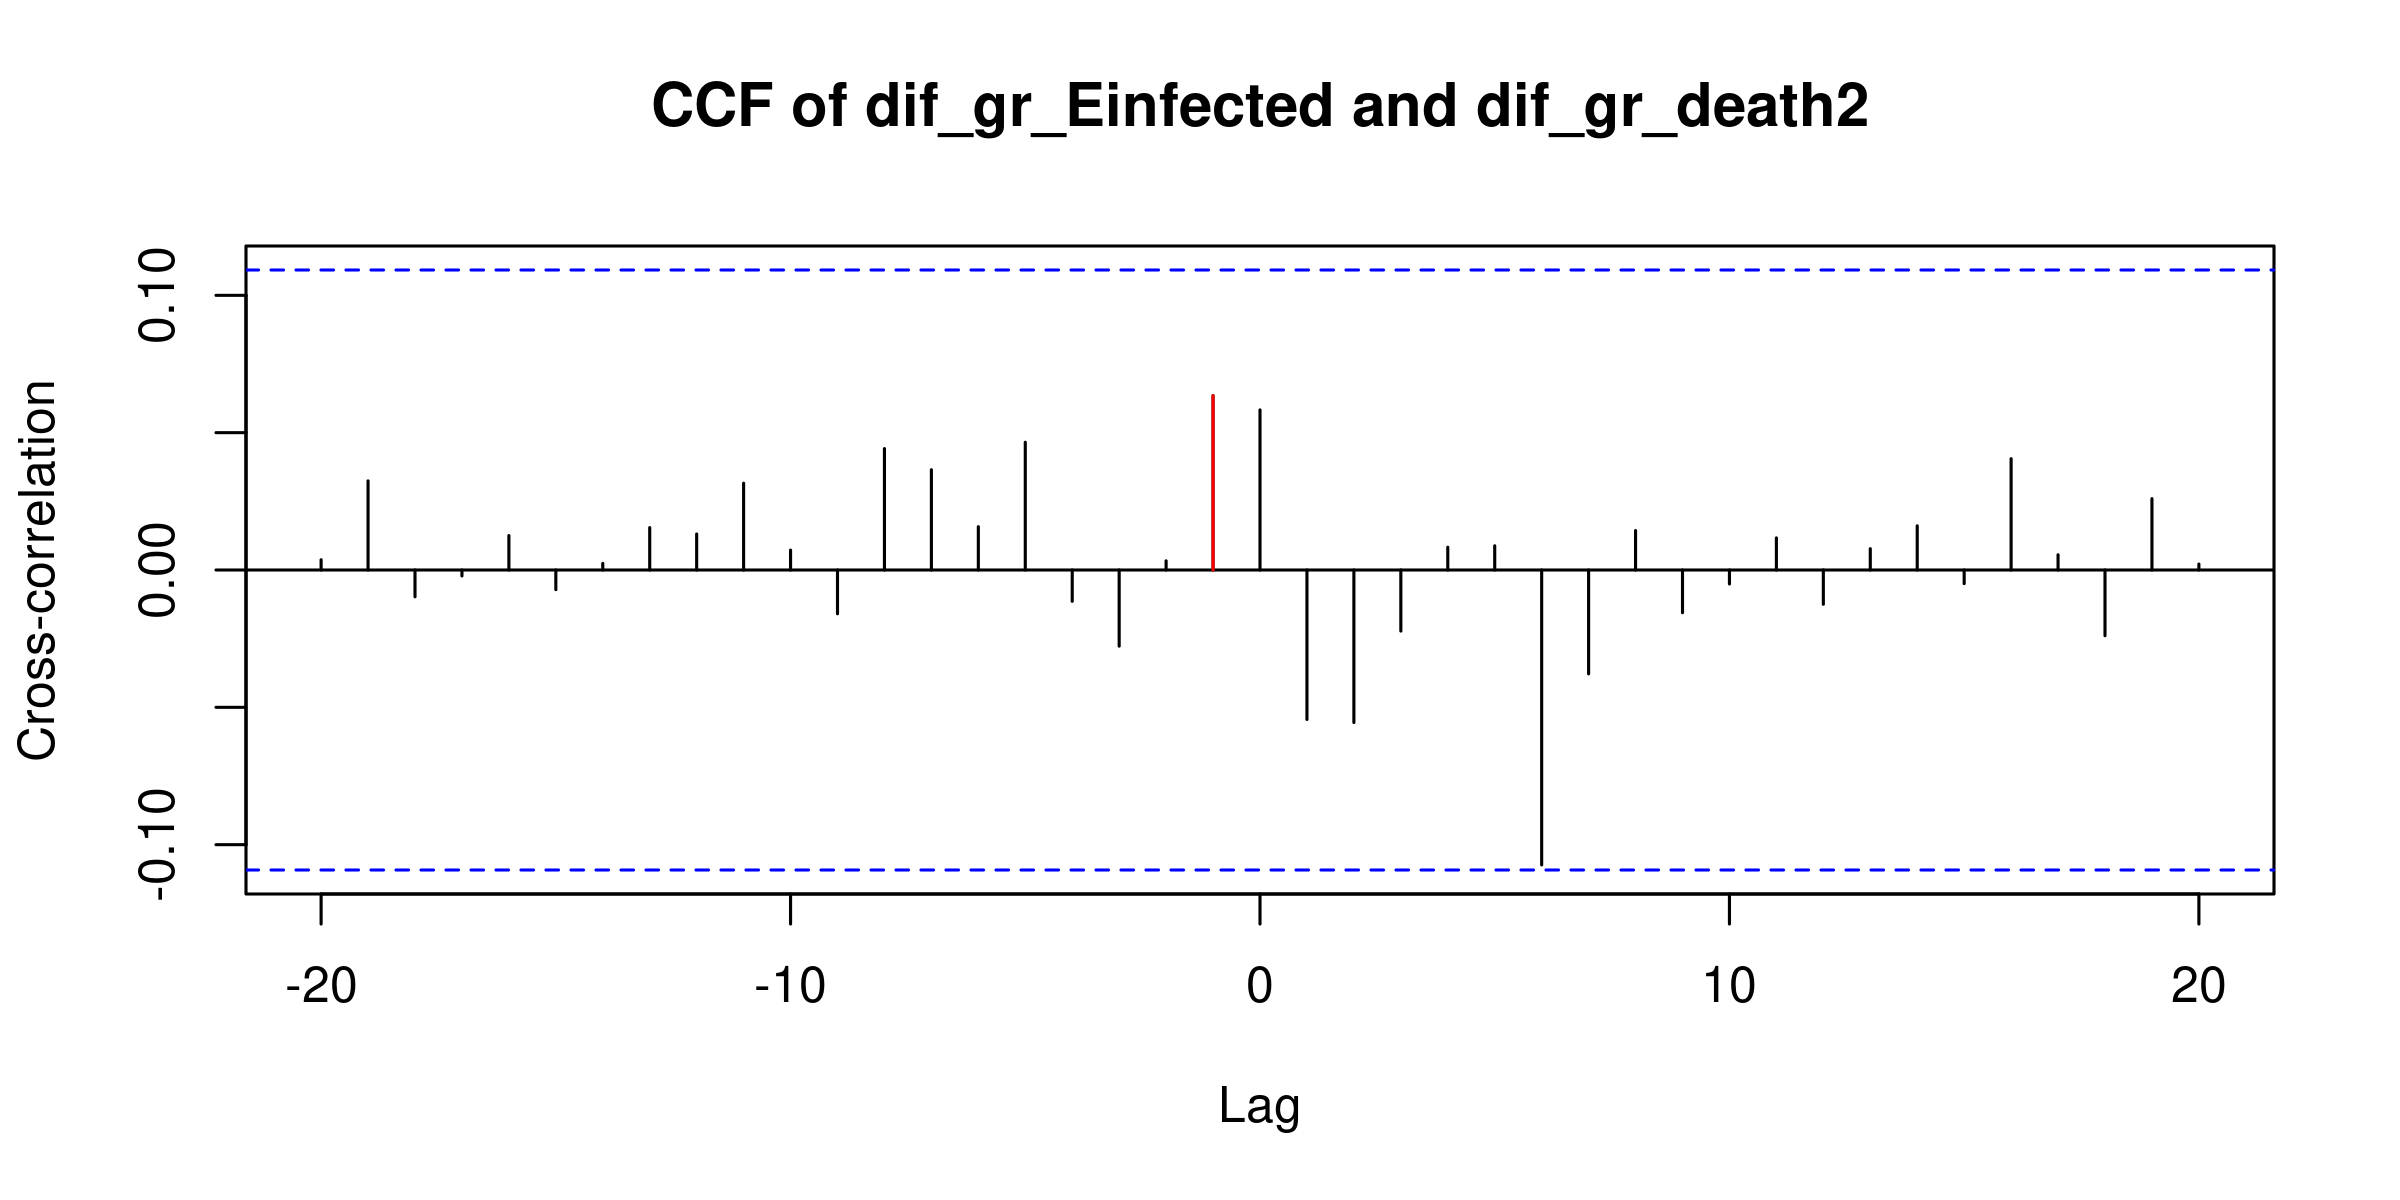 CCF of dif_gr_Einfected and dif_gr_death2
Cross-correlation
0.10
0.00
-0.10
-20 -10 0 10 20
Lag